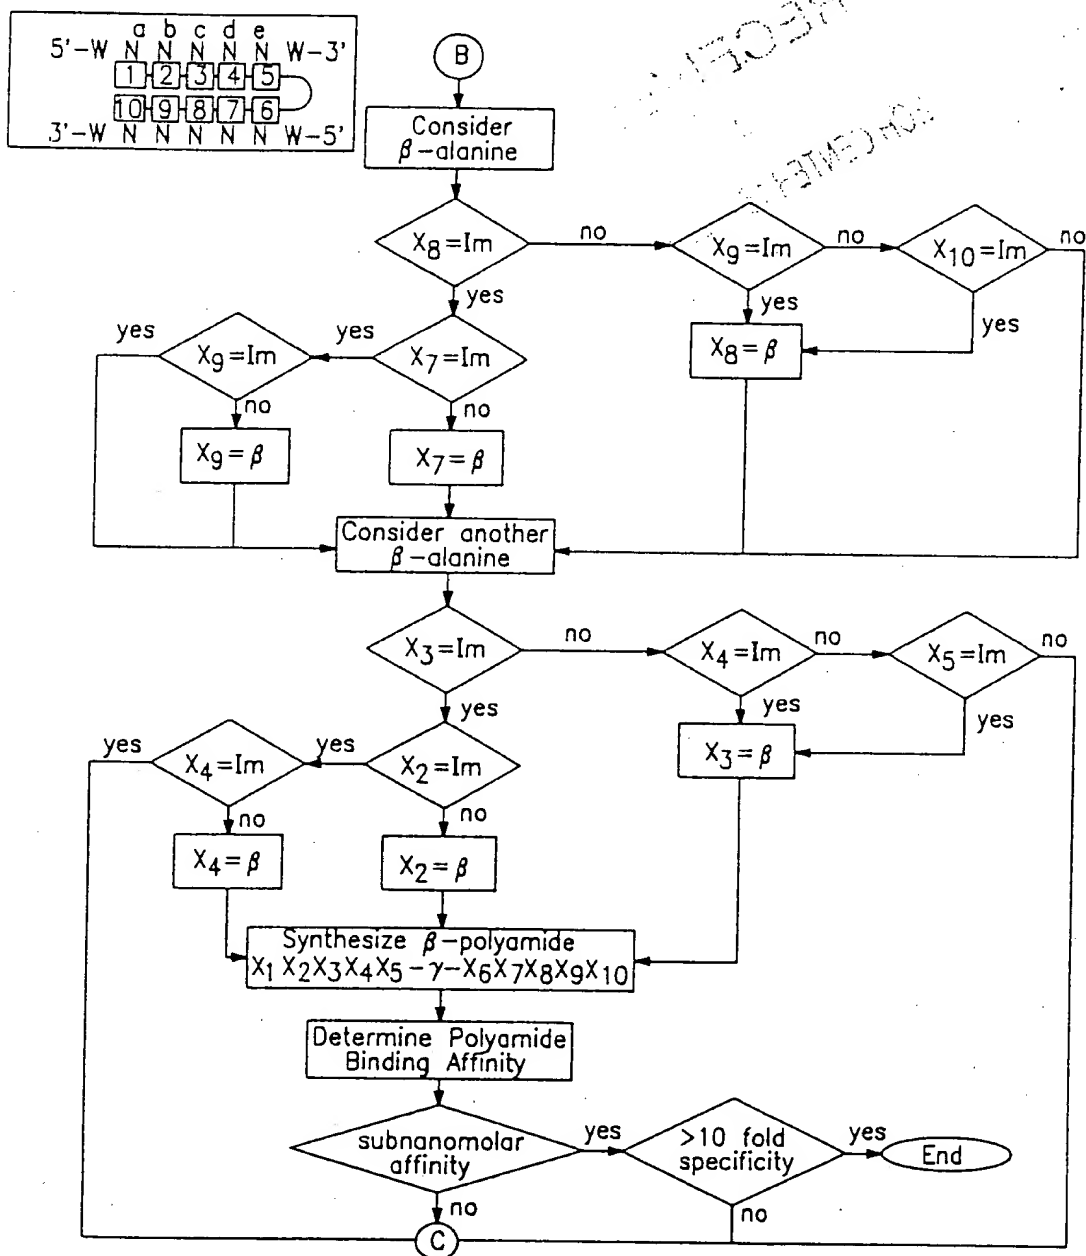 a b c d e
5'-W N N N N N W-3'
1 2 3 4 5
10 9 8 7 6
3'-W N N N N N W-5'
B
Consider
β-alanine
X8=Im
no
X9=Im
no
X10=Im
no
yes
yes
yes
X8=β
yes
X9=Im
yes
X7=Im
no
no
X9=β
X7=β
Consider another
β-alanine
X3=Im
no
X4=Im
no
X5=Im
no
yes
yes
yes
X3=β
yes
X4=Im
yes
X2=Im
no
no
X4=β
X2=β
Synthesize β-polyamide
X1X2X3X4X5-γ-X6X7X8X9X10
Determine Polyamide
Binding Affinity
subnanomolar
affinity
yes
>10 fold
specificity
yes
End
no
no
C